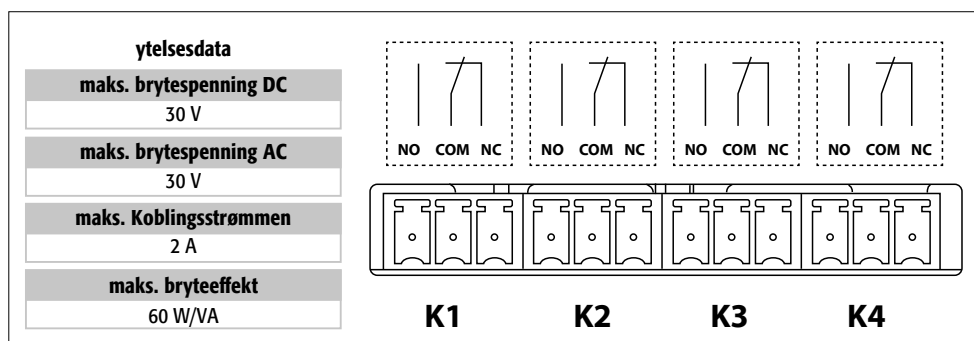 ytelsesdata
maks. brytespenning DC
30 V
maks. brytespenning AC
30 V
maks. Koblingsstrømmen
2 A
maks. bryteeffekt
60 W/VA
NO COM NC
NO COM NC
NO COM NC
NO COM NC
K1 K2 K3 K4